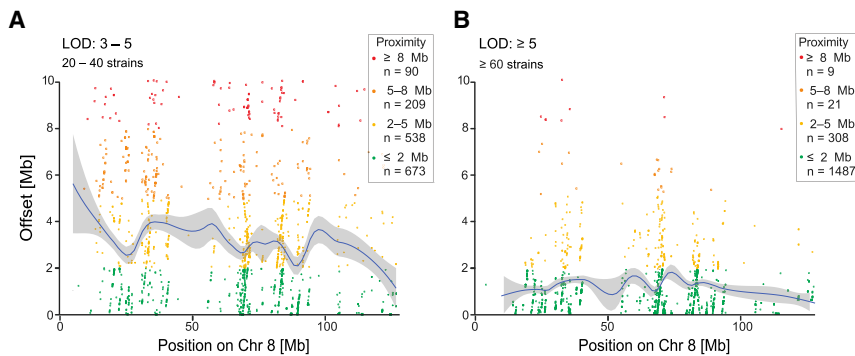 A
LOD: 3 – 5
20 – 40 strains
Proximity
≥ 8 Mb
n = 90
5–8 Mb
n = 209
2–5 Mb
n = 538
≤ 2 Mb
n = 673
Offset [Mb]
10
8
6
4
2
0
0 50 100
Position on Chr 8 [Mb]
B
LOD: ≥ 5
≥ 60 strains
Proximity
≥ 8 Mb
n = 9
5–8 Mb
n = 21
2–5 Mb
n = 308
≤ 2 Mb
n = 1487
10
8
6
4
2
0
0 50 100
Position on Chr 8 [Mb]